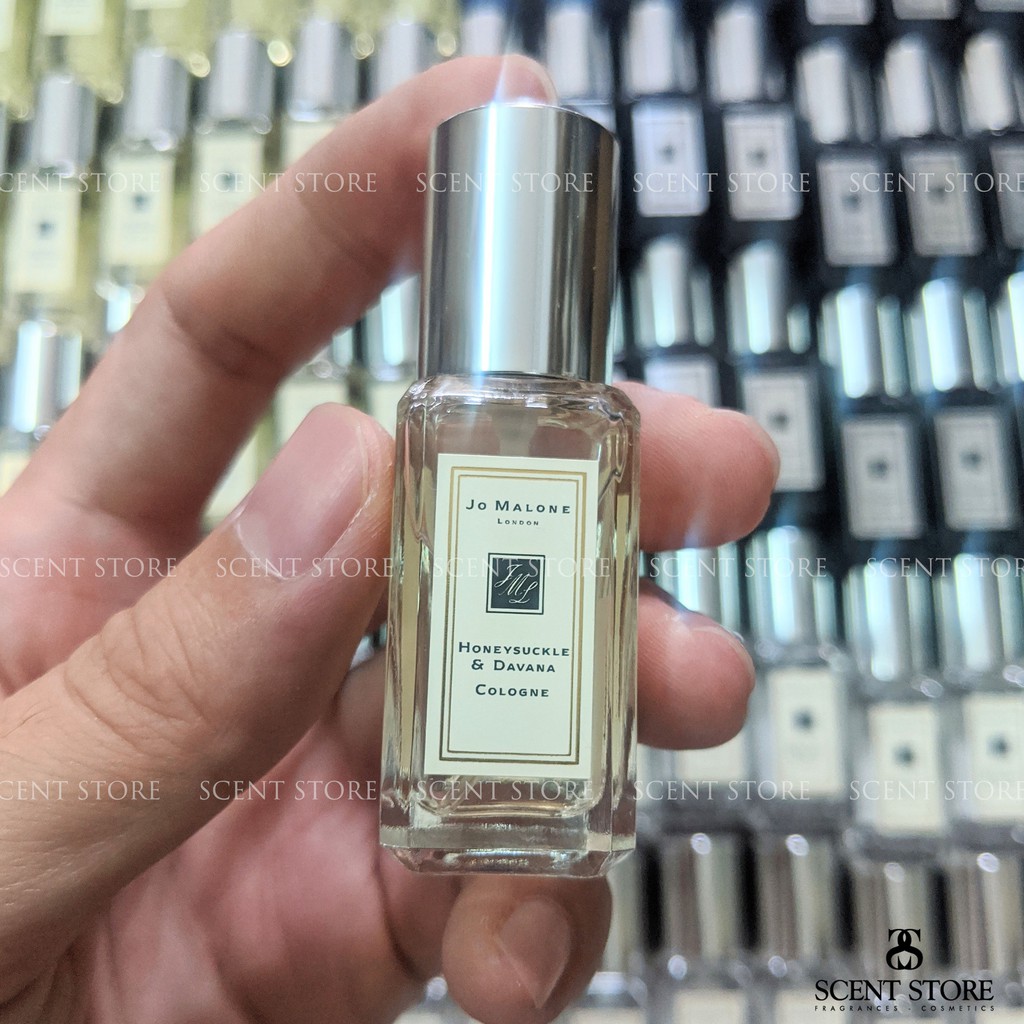 SCENT STORE SCENT STORE SCENT STORE SCENT STORE SCENT STORE
JO MALONE
LONDON
SCENT STORE SCENT STORE SCENT STORE SCENT STORE SCENT STORE
JML
HONEYSUCKLE
& DAVANA
COLOGNE
SCENT STORE SCENT STORE SCENT STORE SCENT STORE SCENT STORE
SCENT STORE
FRAGRANCES · COSMETICS